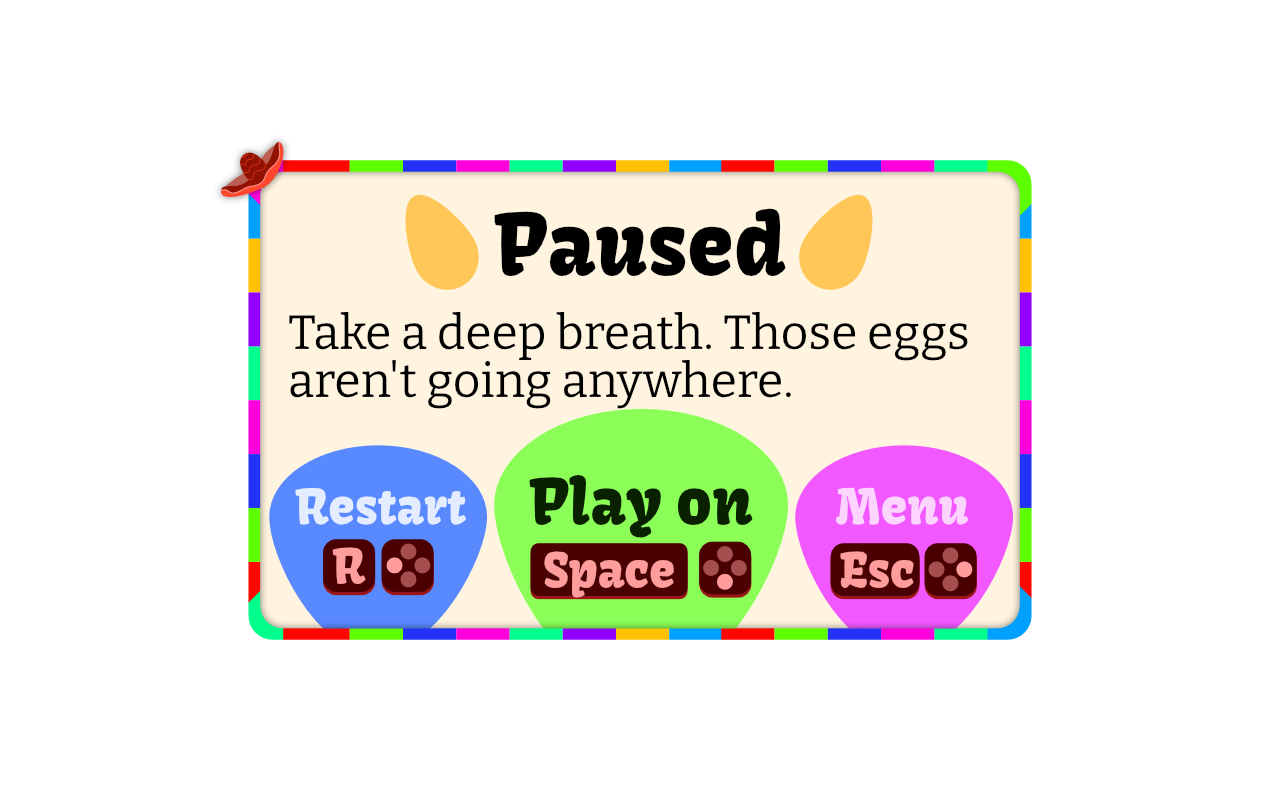 Paused
Take a deep breath. Those eggs
aren't going anywhere.
Restart
R
Play on
Space
Menu
Esc